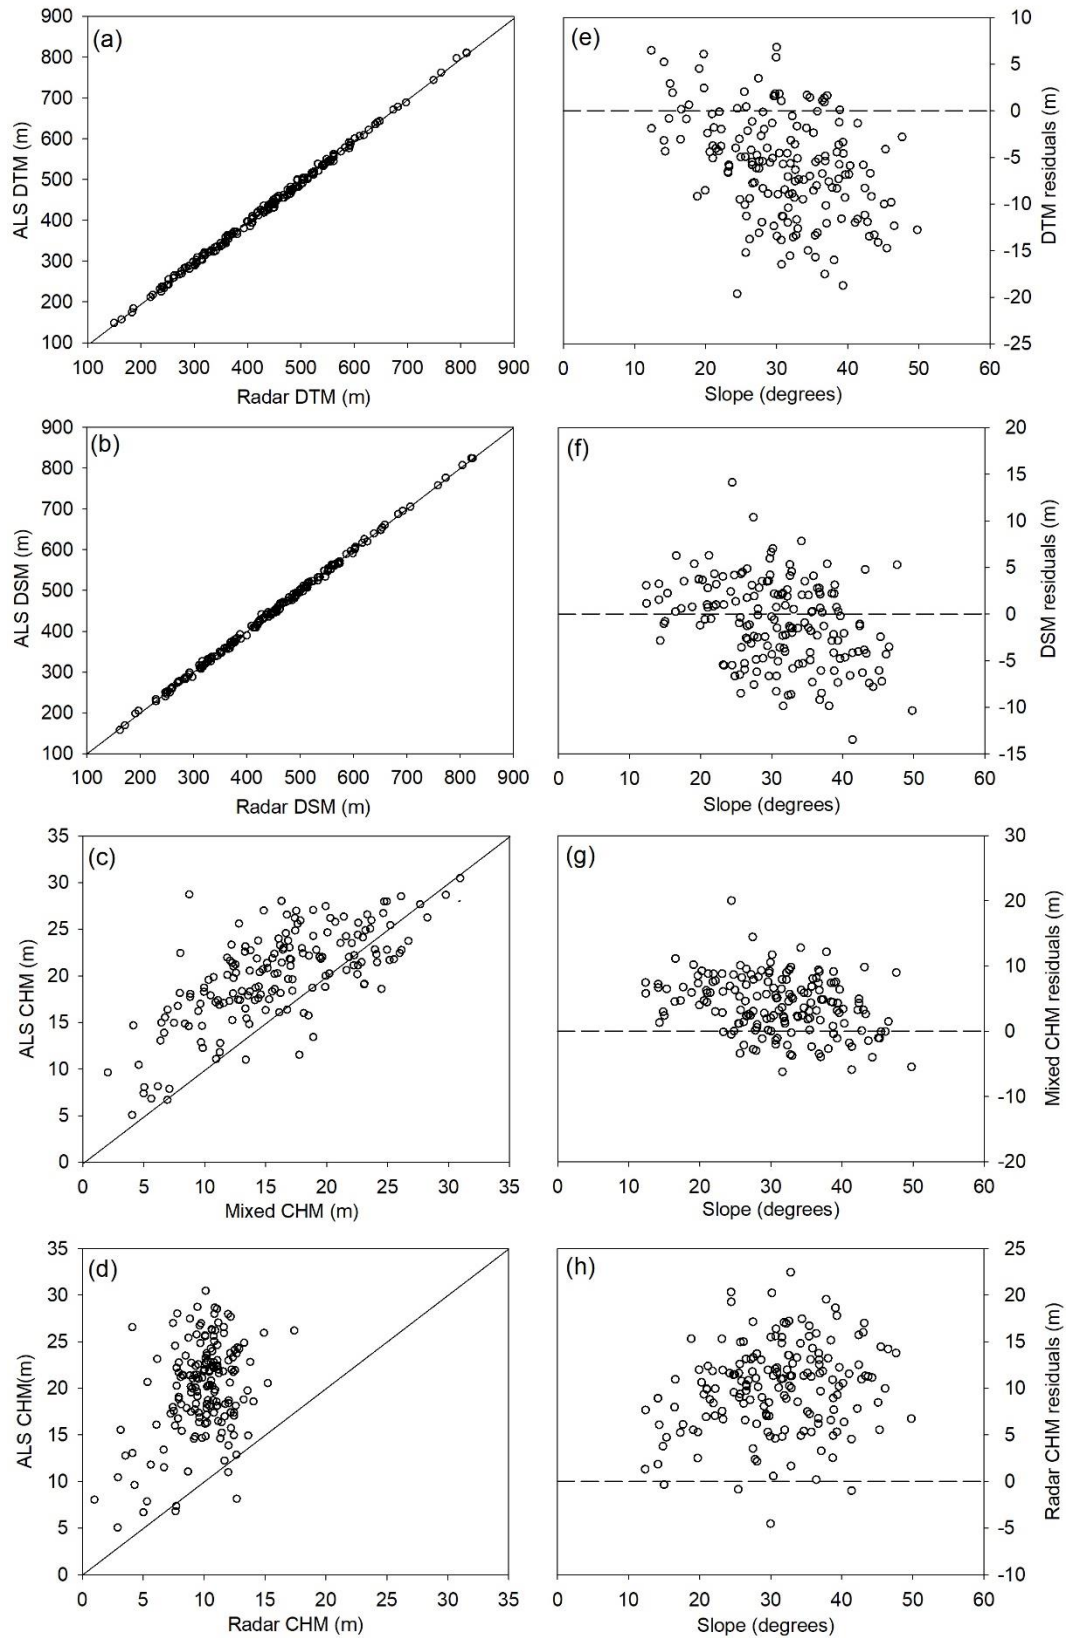 (a)
900
800
700
600
500
400
300
200
100
ALS DTM (m)
100 200 300 400 500 600 700 800 900
Radar DTM (m)
(e)
10
5
0
-5
-10
-15
-20
-25
DTM residuals (m)
0 10 20 30 40 50 60
Slope (degrees)
(b)
900
800
700
600
500
400
300
200
100
ALS DSM (m)
100 200 300 400 500 600 700 800 900
Radar DSM (m)
(f)
20
15
10
5
0
-5
-10
-15
DSM residuals (m)
0 10 20 30 40 50 60
Slope (degrees)
(c)
35
30
25
20
15
10
5
0
ALS CHM (m)
0 5 10 15 20 25 30 35
Mixed CHM (m)
(g)
30
20
10
0
-10
-20
Mixed CHM residuals (m)
0 10 20 30 40 50 60
Slope (degrees)
(d)
35
30
25
20
15
10
5
0
ALS CHM(m)
0 5 10 15 20 25 30 35
Radar CHM (m)
(h)
25
20
15
10
5
0
-5
-10
Radar CHM residuals (m)
0 10 20 30 40 50 60
Slope (degrees)